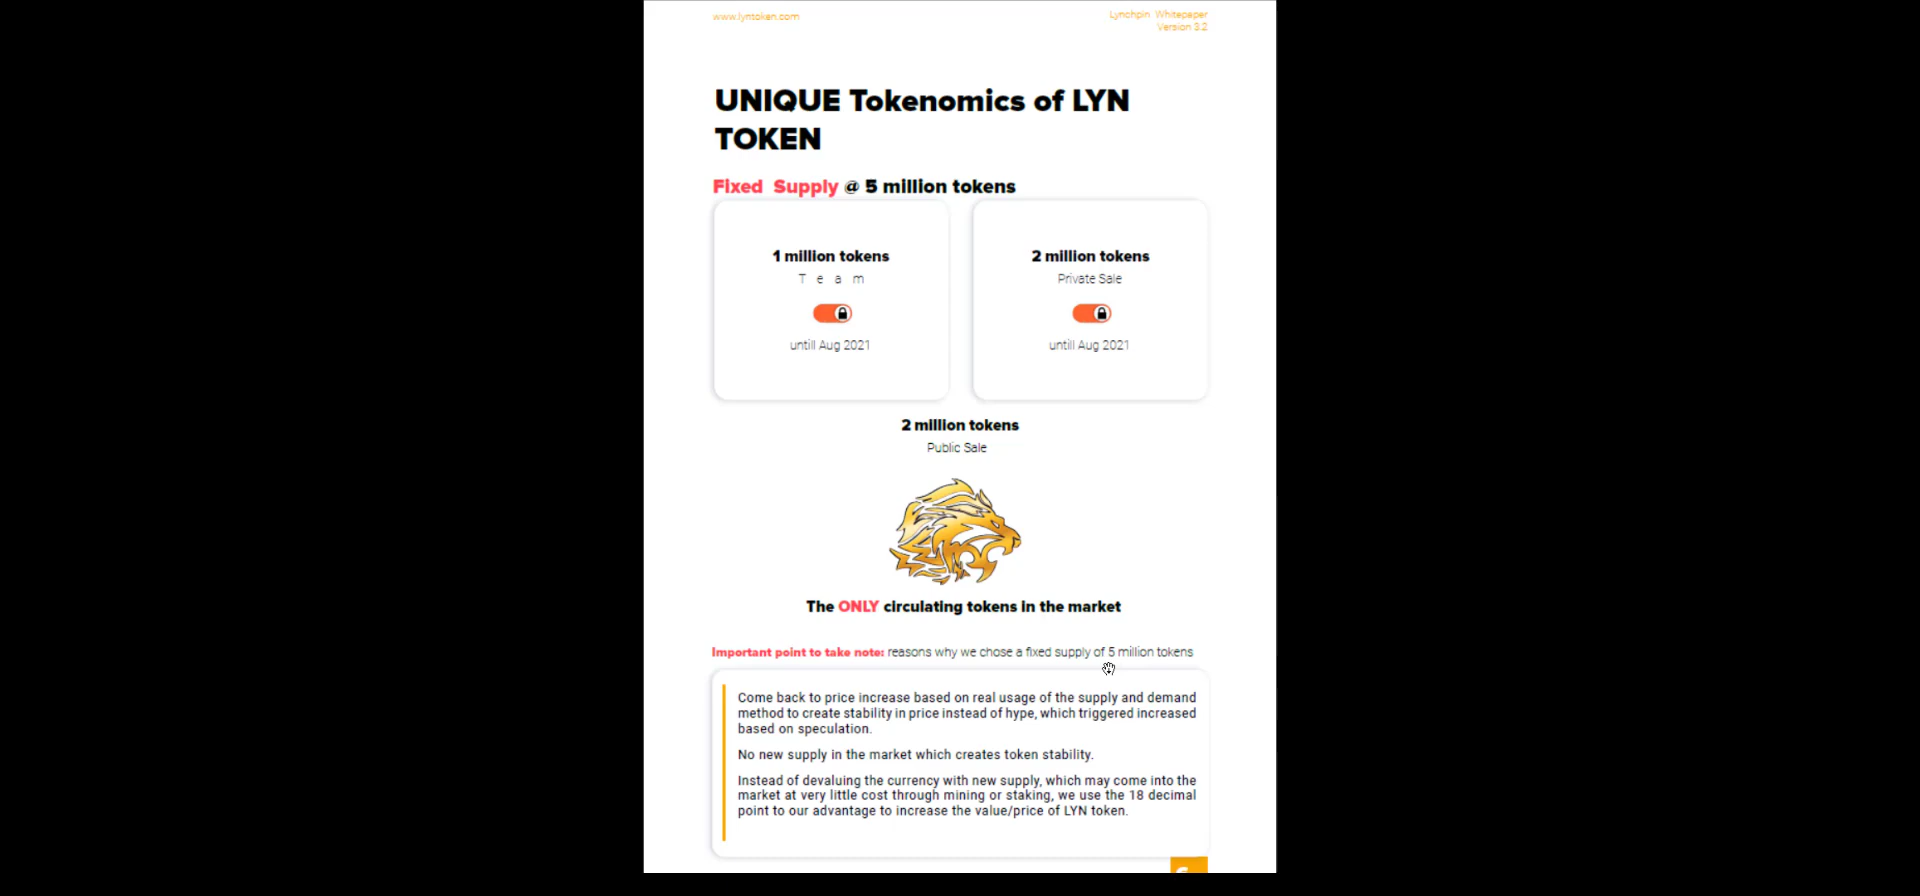 www.lyntoken.com
Lynchpin Whitepaper
Version 3.2
UNIQUE Tokenomics of LYN
TOKEN
Fixed Supply @ 5 million tokens
1 million tokens
T e a m
untill Aug 2021
2 million tokens
Private Sale
untill Aug 2021
2 million tokens
Public Sale
The ONLY circulating tokens in the market
Important point to take note: reasons why we chose a fixed supply of 5 million tokens
Come back to price increase based on real usage of the supply and demand
method to create stability in price instead of hype, which triggered increased
based on speculation.
No new supply in the market which creates token stability.
Instead of devaluing the currency with new supply, which may come into the
market at very little cost through mining or staking, we use the 18 decimal
point to our advantage to increase the value/price of LYN token.